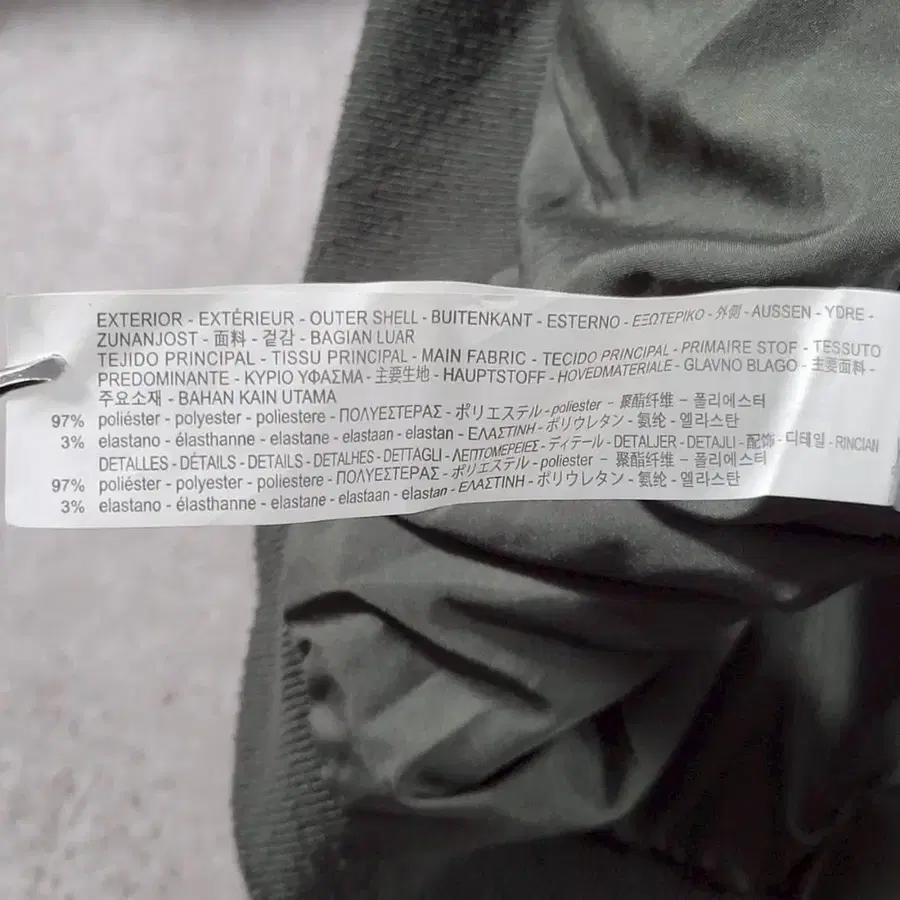 EXTERIOR - EXTÉRIEUR - OUTER SHELL - BUITENKANT - ESTERNO - ΕΞΩΤΕΡΙΚΟ - 外側 - AUSSEN - YDRE -
ZUNANJOST - 面料 - 겉감 - BAGIAN LUAR
TEJIDO PRINCIPAL - TISSU PRINCIPAL - MAIN FABRIC - TECIDO PRINCIPAL - PRIMAIRE STOF - TESSUTO
PREDOMINANTE - ΚΥΡΙΟ ΥΦΑΣΜΑ - 主要生地 - HAUPTSTOFF - HOVEDMATERIALE - GLAVNO BLAGO - 主要面料 -
주요소재 - BAHAN KAIN UTAMA
97% poliéster - polyester - poliestere - ΠΟΛΥΕΣΤΕΡΑΣ - ポリエステル - poliester - 聚酯纤维 - 폴리에스터
3% elastano - élasthanne - elastane - elastaan - elastan - ΕΛΑΣΤΙΝΗ - ポリウレタン - 氨纶 - 엘라스탄
DETALLES - DÉTAILS - DETAILS - DETALHES - DETTAGLI - ΛΕΠΤΟΜΕΡΕΙΕΣ - ディテール - DETALJER - DETAJLI - 配饰 - 디테일 - RINCIAN
97% poliéster - polyester - poliestere - ΠΟΛΥΕΣΤΕΡΑΣ - ポリエステル - poliester - 聚酯纤维 - 폴리에스터
3% elastano - élasthanne - elastane - elastaan - elastan - ΕΛΑΣΤΙΝΗ - ポリウレタン - 氨纶 - 엘라스탄